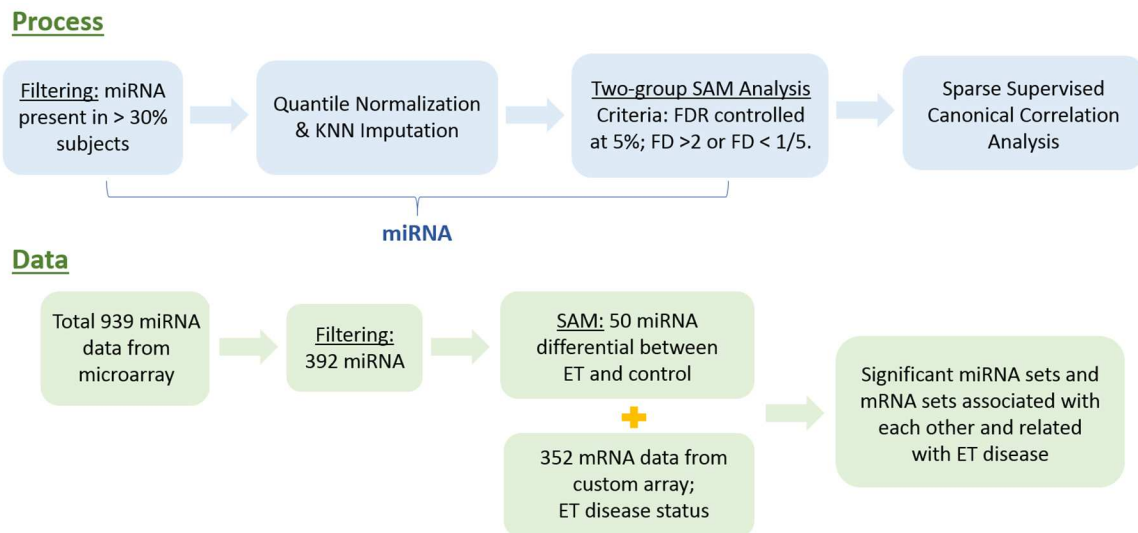 Process
Filtering: miRNA
present in > 30%
subjects
Quantile Normalization
& KNN Imputation
Two-group SAM Analysis
Criteria: FDR controlled
at 5%; FD >2 or FD < 1/5.
Sparse Supervised
Canonical Correlation
Analysis
miRNA
Data
Total 939 miRNA
data from
microarray
Filtering:
392 miRNA
SAM: 50 miRNA
differential between
ET and control
352 mRNA data from
custom array;
ET disease status
Significant miRNA sets and
mRNA sets associated with
each other and related
with ET disease